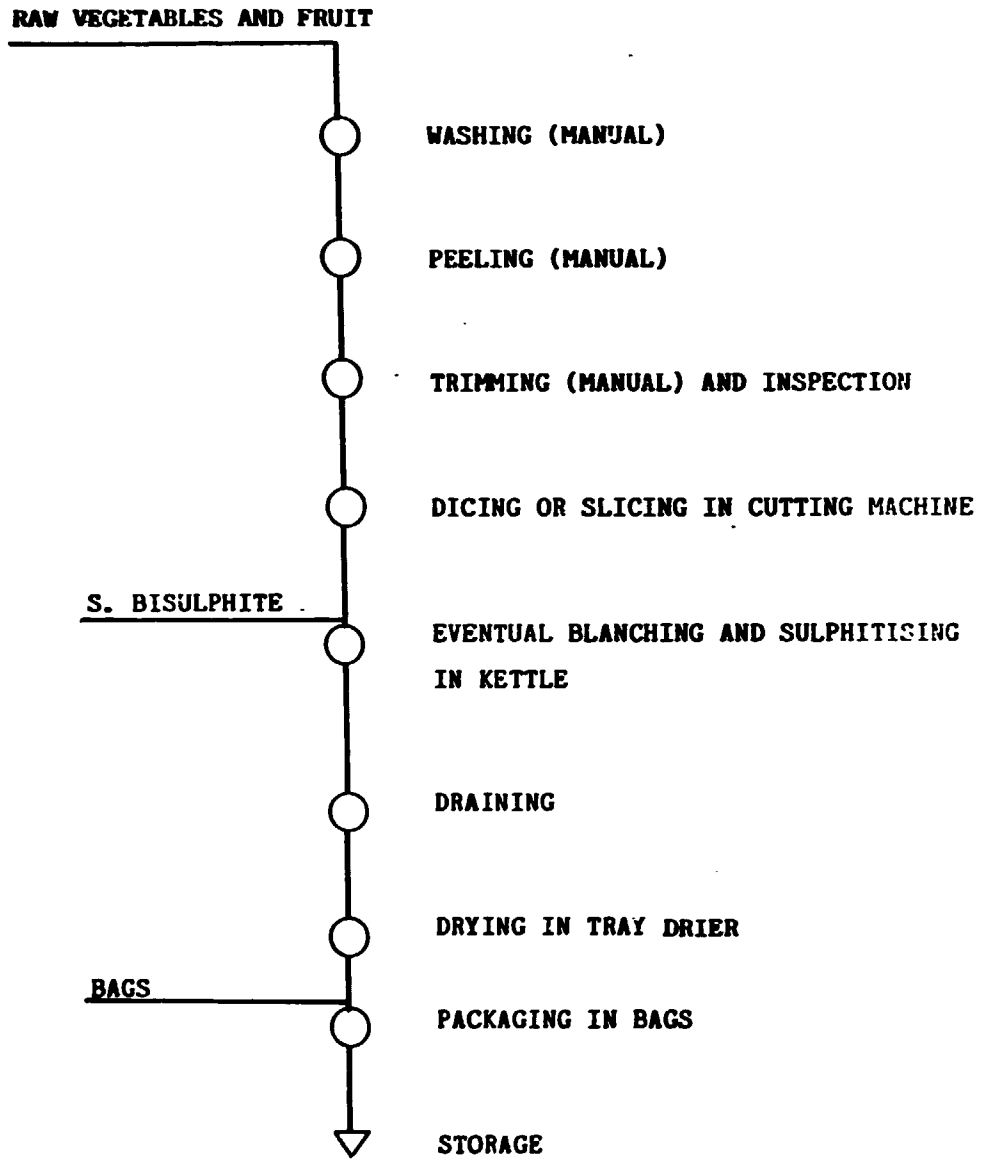 RAW VEGETABLES AND FRUIT
WASHING (MANUAL)
PEELING (MANUAL)
TRIMMING (MANUAL) AND INSPECTION
DICING OR SLICING IN CUTTING MACHINE
S. BISULPHITE
EVENTUAL BLANCHING AND SULPHITISING
IN KETTLE
DRAINING
DRYING IN TRAY DRIER
BAGS
PACKAGING IN BAGS
STORAGE